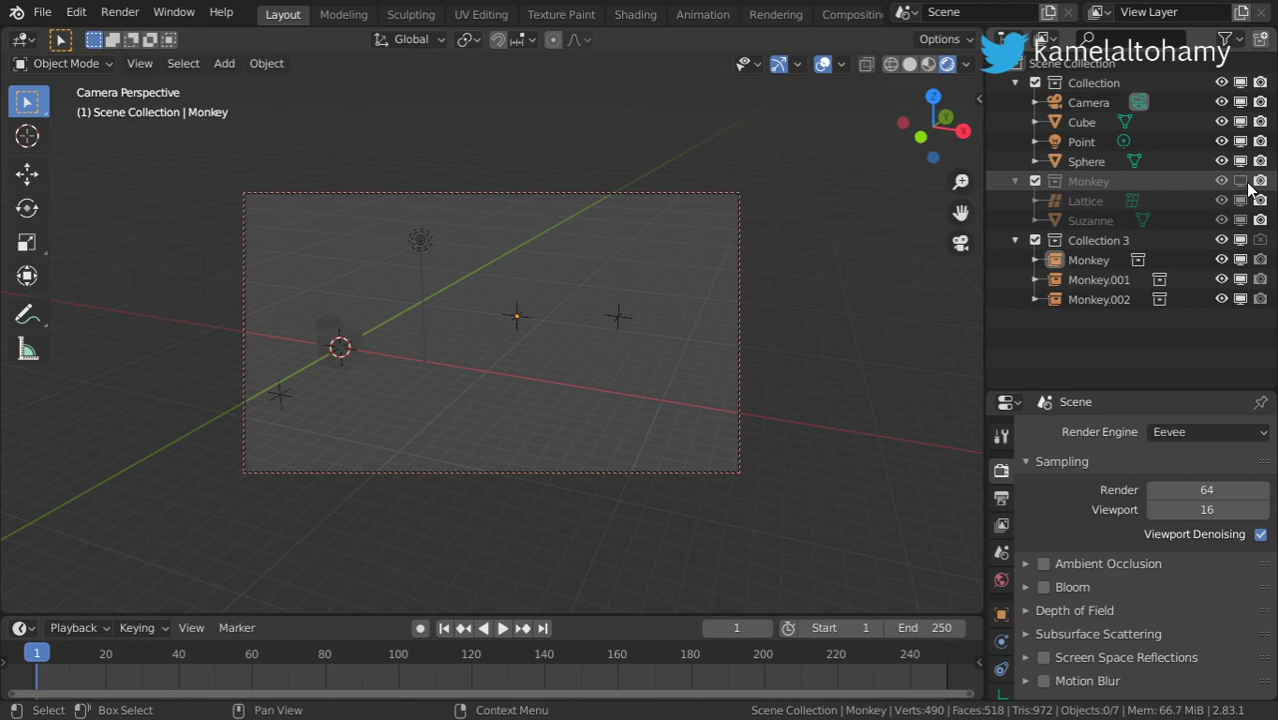 File Edit Render Window Help Layout Modeling Sculpting UV Editing Texture Paint Shading Animation Rendering Scene View Layer
Global Options
Object Mode View Select Add Object
kamelaltohamy
Camera Perspective
(1) Scene Collection | Monkey
Z
Y
X
Scene Collection
Collection
Camera
Cube
Point
Sphere
Monkey
Lattice
Suzanne
Collection 3
Monkey
Monkey.001
Monkey.002
Scene
Render Engine Eevee
Sampling
Render 64
Viewport 16
Viewport Denoising
Ambient Occlusion
Bloom
Depth of Field
Subsurface Scattering
Screen Space Reflections
Motion Blur
Playback Keying View Marker 1 Start 1 End 250
1 20 40 60 80 100 120 140 160 180 200 220 240
Select Box Select Pan View Context Menu Scene Collection | Monkey | Verts:490 | Faces:518 | Tris:972 | Objects:0/7 | Mem: 66.7 MiB | 2.83.1